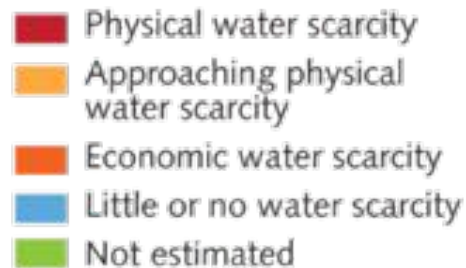 Physical water scarcity
Approaching physical
water scarcity
Economic water scarcity
Little or no water scarcity
Not estimated